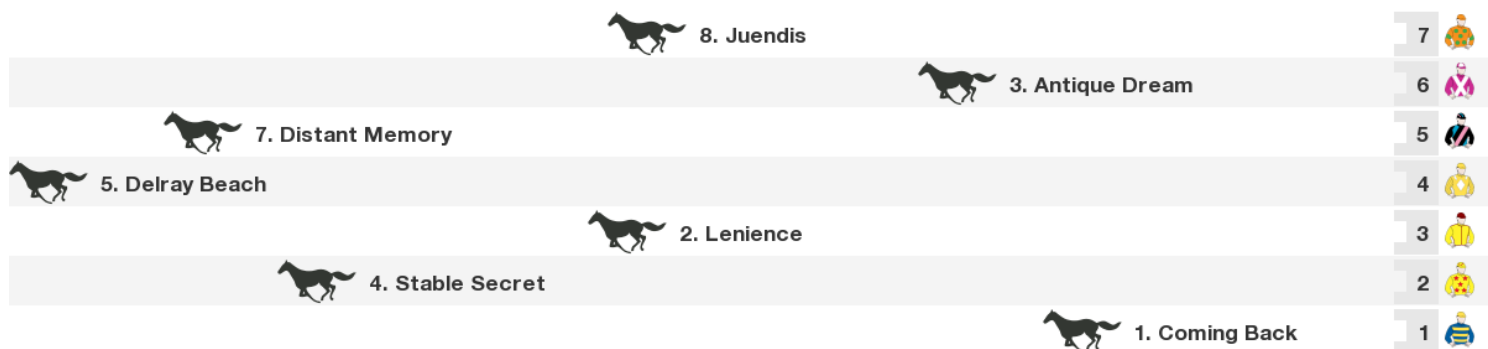 8. Juendis 7
3. Antique Dream 6
7. Distant Memory 5
5. Delray Beach 4
2. Lenience 3
4. Stable Secret 2
1. Coming Back 1